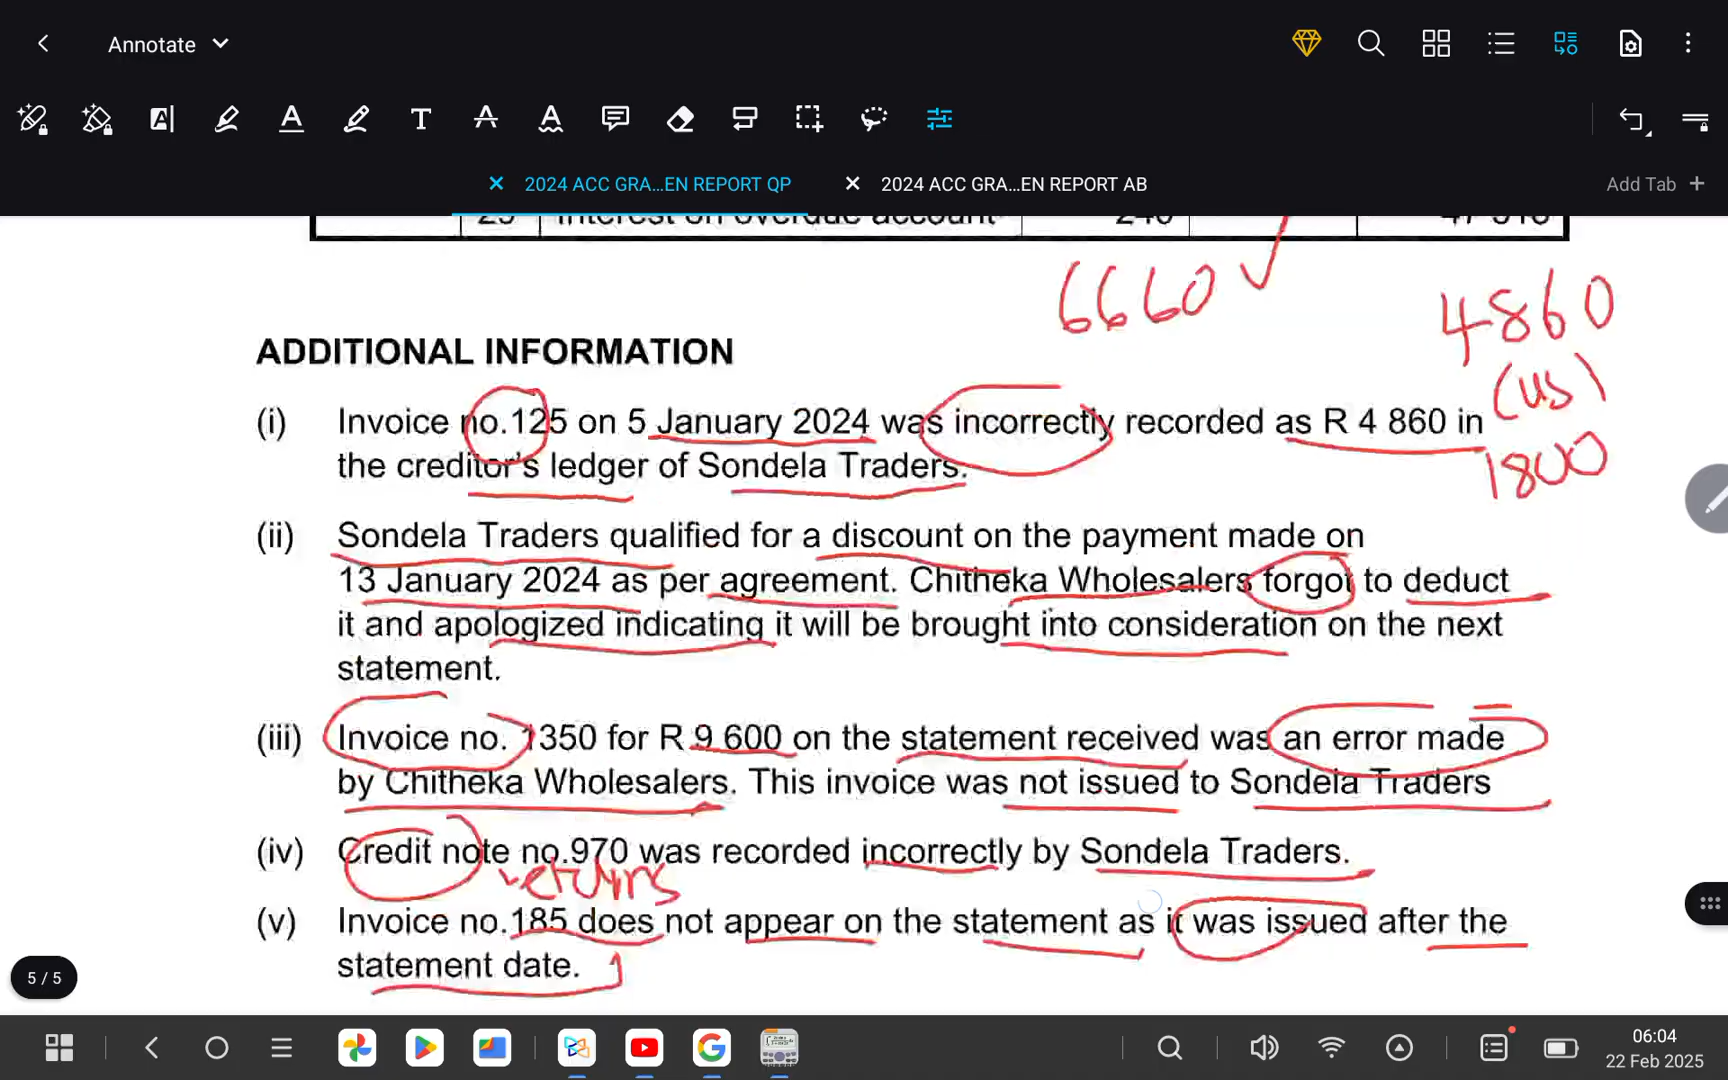 Annotate
2024 ACC GRA...EN REPORT QP
2024 ACC GRA...EN REPORT AB
Add Tab
29 Interest on overdue account 240
6660 ✓
4860
(us)
1800
ADDITIONAL INFORMATION
(i) Invoice no.125 on 5 January 2024 was incorrectly recorded as R 4 860 in
the creditor's ledger of Sondela Traders.
(ii) Sondela Traders qualified for a discount on the payment made on
13 January 2024 as per agreement. Chitheka Wholesalers forgot to deduct
it and apologized indicating it will be brought into consideration on the next
statement.
(iii) Invoice no. 1350 for R 9 600 on the statement received was an error made
by Chitheka Wholesalers. This invoice was not issued to Sondela Traders
(iv) Credit note no.970 was recorded incorrectly by Sondela Traders.
returns
(v) Invoice no.185 does not appear on the statement as it was issued after the
statement date.
5 / 5
06:04
22 Feb 2025